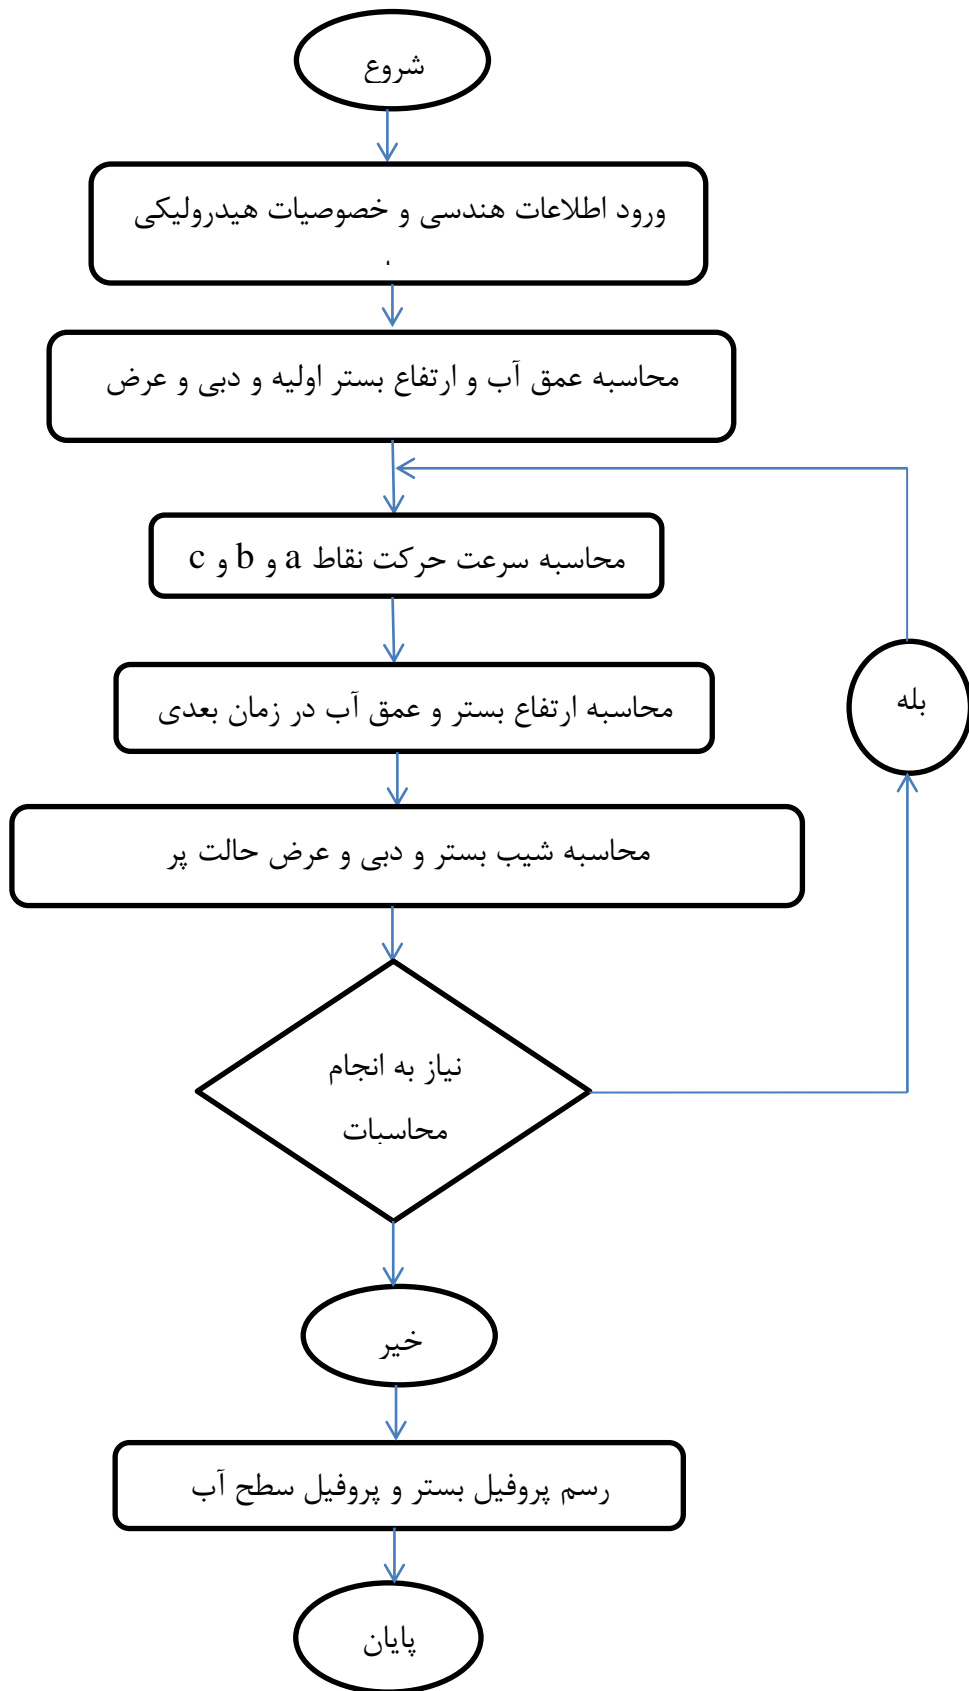 شروع
ورود اطلاعات هندسی و خصوصیات هیدرولیکی
محاسبه عمق آب و ارتفاع بستر اولیه و دبی و عرض
محاسبه سرعت حرکت نقاط a و b و c
محاسبه ارتفاع بستر و عمق آب در زمان بعدی
بله
محاسبه شیب بستر و دبی و عرض حالت پر
نیاز به انجام
محاسبات
خیر
رسم پروفیل بستر و پروفیل سطح آب
پایان